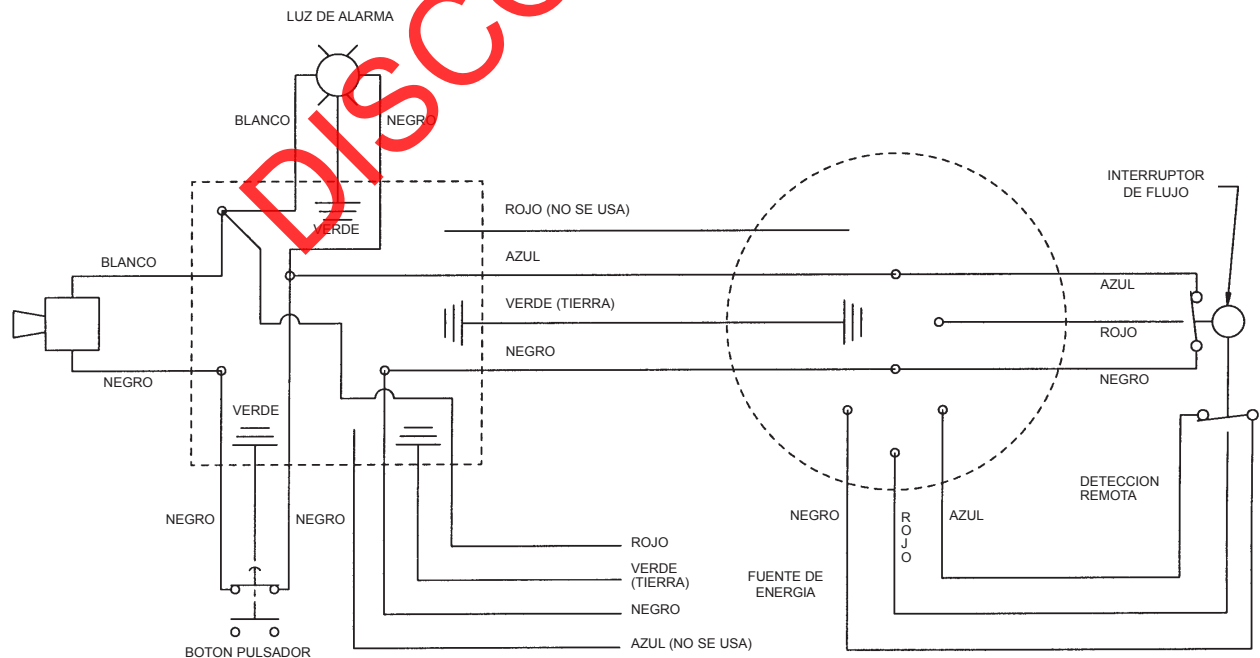 LUZ DE ALARMA
DISCO
BLANCO
NEGRO
INTERRUPTOR
DE FLUJO
ROJO (NO SE USA)
VERDE
AZUL
BLANCO
AZUL
VERDE (TIERRA)
ROJO
NEGRO
NEGRO
NEGRO
VERDE
DETECCION
REMOTA
NEGRO
NEGRO
NEGRO
ROJO
AZUL
ROJO
VERDE
(TIERRA)
FUENTE DE
ENERGIA
NEGRO
AZUL (NO SE USA)
BOTON PULSADOR